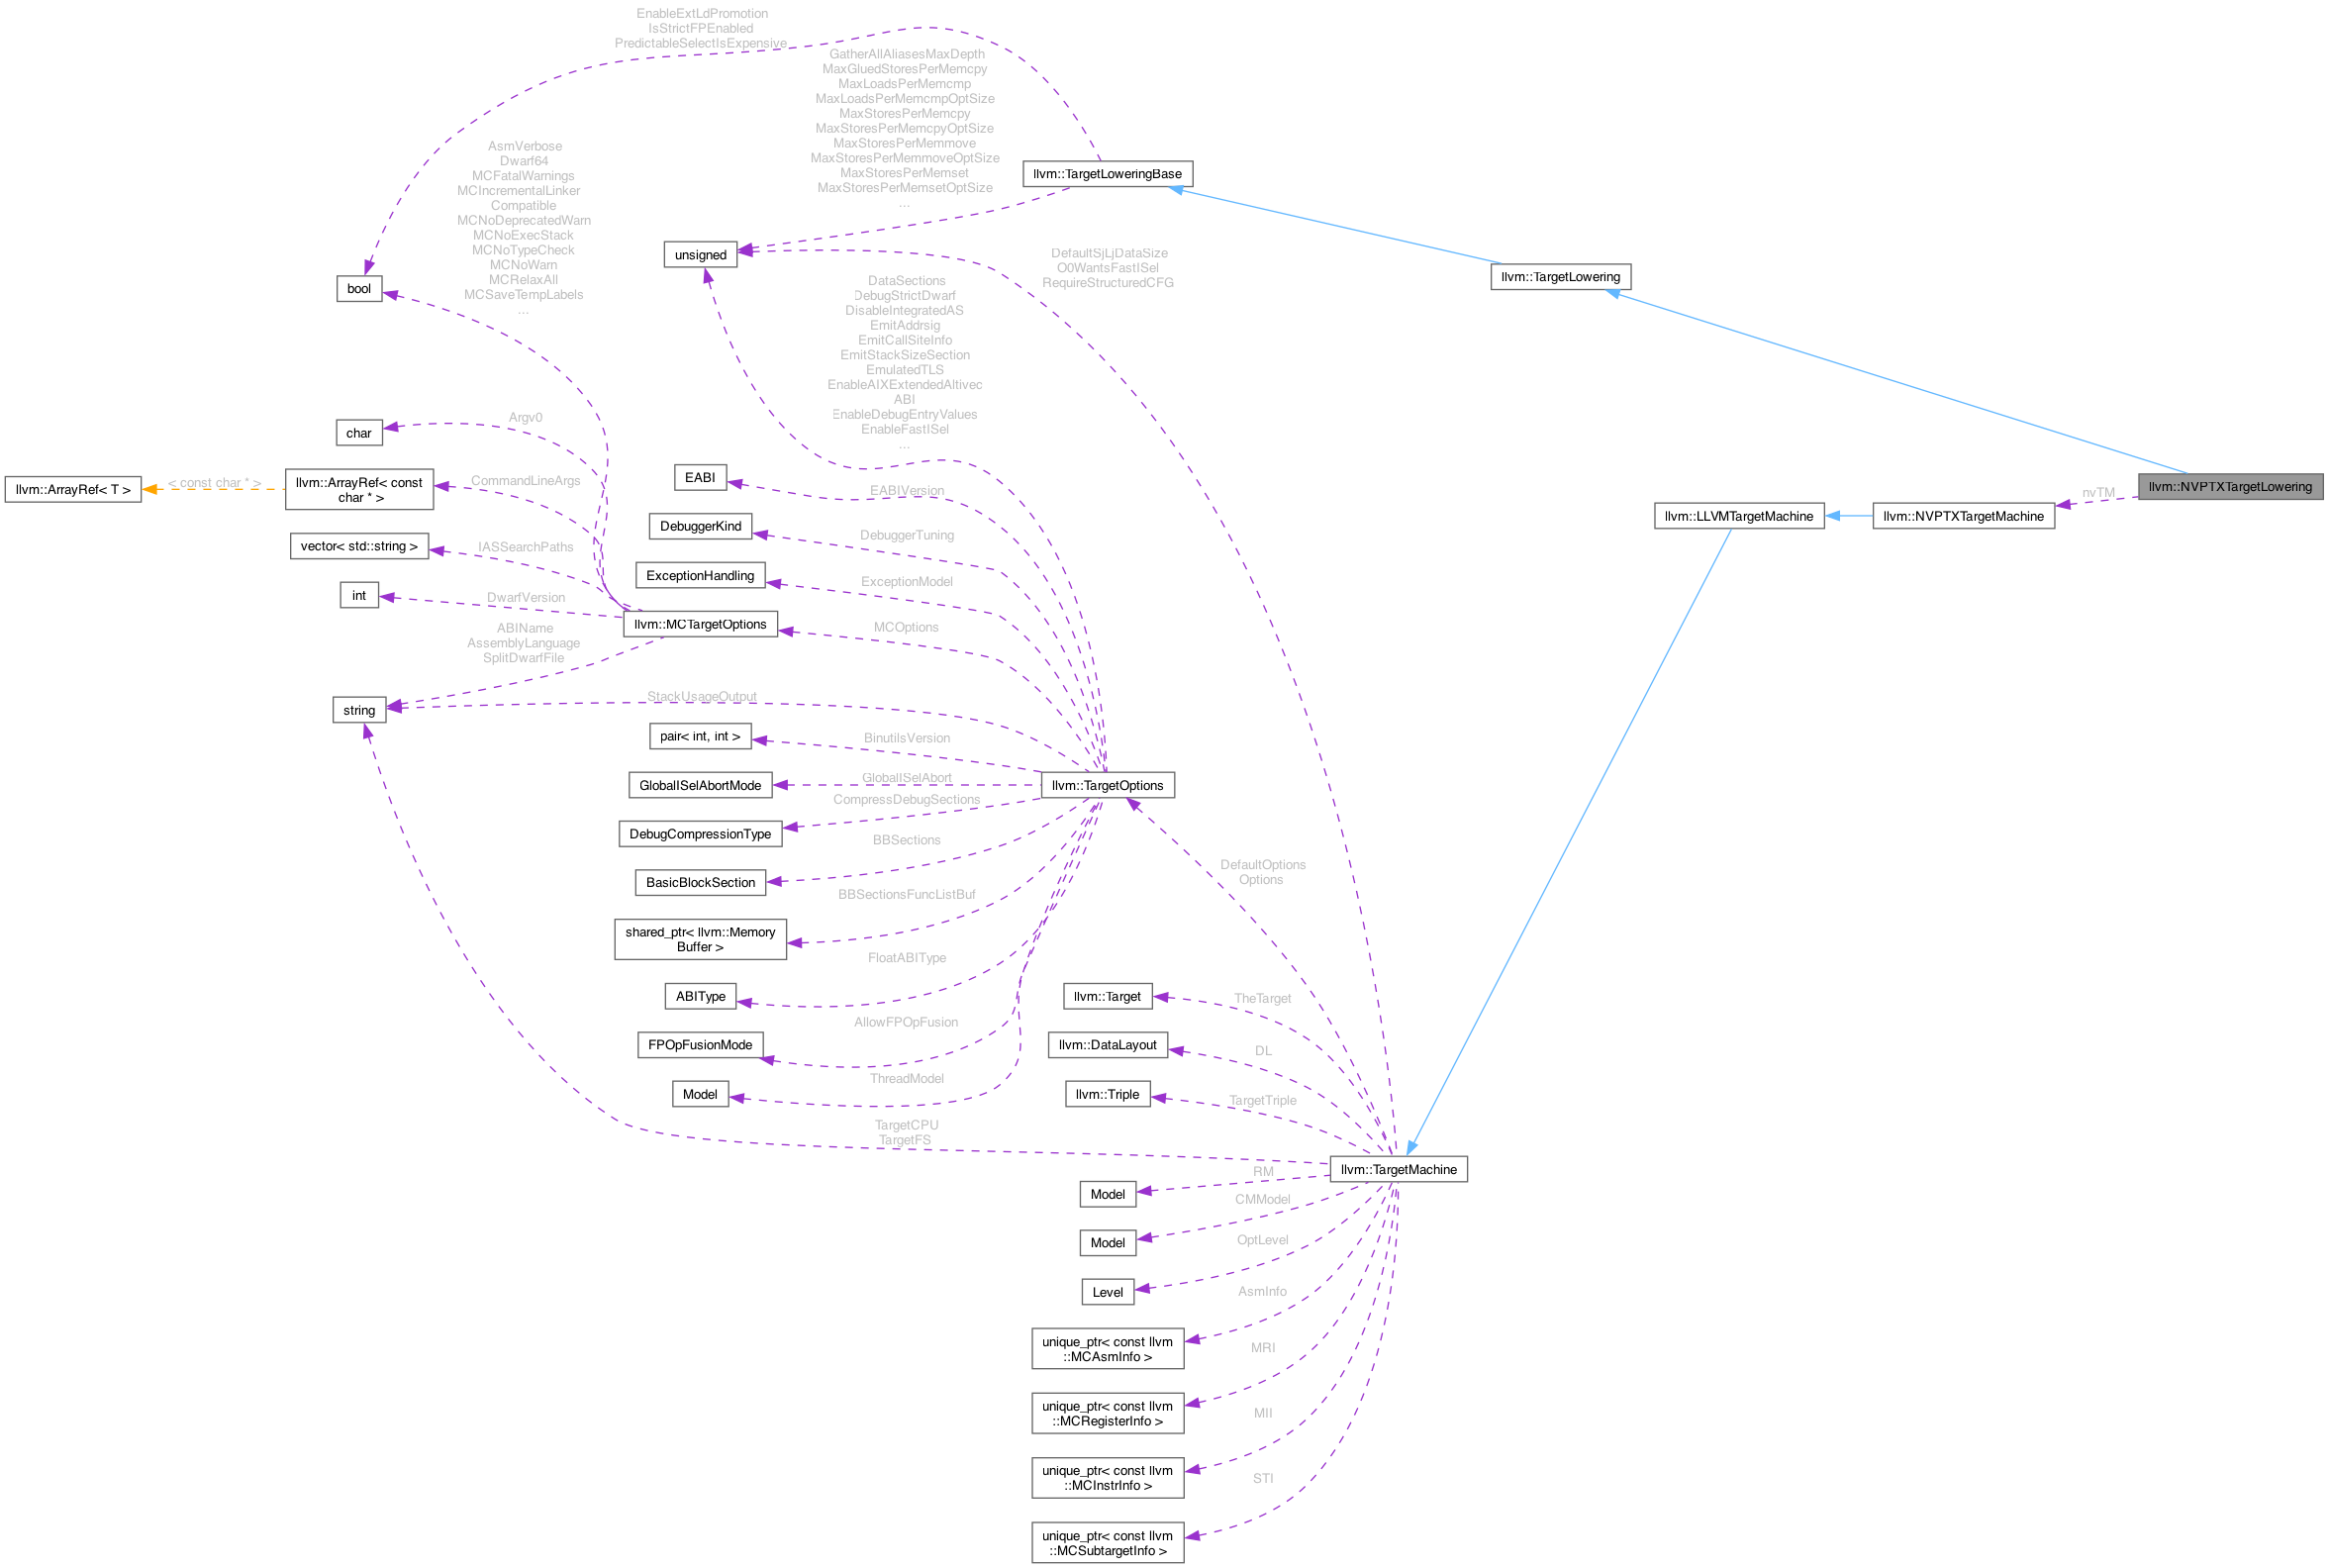 EnableExtLdPromotion
IsStrictFPEnabled
PredictableSelectIsExpensive
GatherAllAliasesMaxDepth
MaxGluedStoresPerMemcpy
MaxLoadsPerMemcmp
MaxLoadsPerMemcmpOptSize
MaxStoresPerMemcpy
MaxStoresPerMemcpyOptSize
MaxStoresPerMemmove
MaxStoresPerMemmoveOptSize
MaxStoresPerMemset
MaxStoresPerMemsetOptSize
...
AsmVerbose
Dwarf64
MCFatalWarnings
MCIncrementalLinker
Compatible
MCNoDeprecatedWarn
MCNoExecStack
MCNoTypeCheck
MCNoWarn
MCRelaxAll
MCSaveTempLabels
...
llvm::TargetLoweringBase
unsigned
DefaultSjLjDataSize
O0WantsFastISel
RequireStructuredCFG
llvm::TargetLowering
bool
DataSections
DebugStrictDwarf
DisableIntegratedAS
EmitAddrsig
EmitCallSiteInfo
EmitStackSizeSection
EmulatedTLS
EnableAIXExtendedAltivec
ABI
EnableDebugEntryValues
EnableFastISel
...
char
Argv0
llvm::ArrayRef< T >
< const char * >
llvm::ArrayRef< const
char * >
CommandLineArgs
EABI
EABIVersion
llvm::NVPTXTargetLowering
nvTM
llvm::LLVMTargetMachine
llvm::NVPTXTargetMachine
DebuggerKind
DebuggerTuning
vector< std::string >
IASSearchPaths
ExceptionHandling
ExceptionModel
int
DwarfVersion
llvm::MCTargetOptions
MCOptions
ABIName
AssemblyLanguage
SplitDwarfFile
string
StackUsageOutput
pair< int, int >
BinutilsVersion
GlobalISelAbortMode
GlobalISelAbort
llvm::TargetOptions
CompressDebugSections
DebugCompressionType
BBSections
BasicBlockSection
DefaultOptions
Options
BBSectionsFuncListBuf
shared_ptr< llvm::Memory
Buffer >
FloatABIType
ABIType
llvm::Target
TheTarget
AllowFPOpFusion
FPOpFusionMode
llvm::DataLayout
DL
ThreadModel
Model
llvm::Triple
TargetTriple
TargetCPU
TargetFS
llvm::TargetMachine
RM
Model
CMModel
Model
OptLevel
Level
AsmInfo
unique_ptr< const llvm
::MCAsmInfo >
MRI
unique_ptr< const llvm
::MCRegisterInfo >
MII
unique_ptr< const llvm
::MCInstrInfo >
STI
unique_ptr< const llvm
::MCSubtargetInfo >